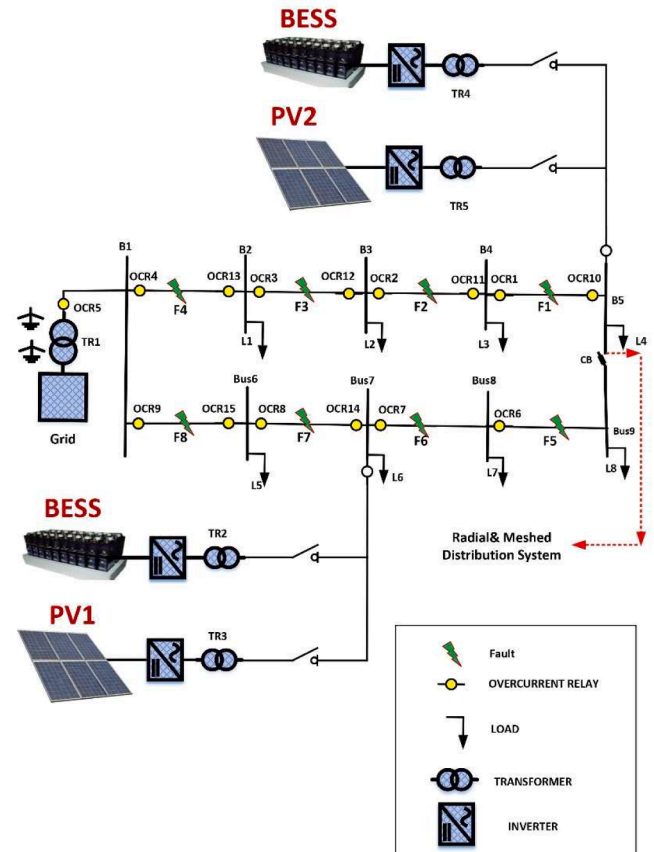 BESS
TR4
PV2
TR5
B1
B2
B3
B4
OCR4
OCR13
OCR3
OCR12
OCR2
OCR11
OCR1
OCR10
OCR5
F4
F3
F2
F1
B5
TR1
L1
L2
L3
L4
CB
Bus6
Bus7
Bus8
OCR9
OCR15
OCR8
OCR14
OCR7
OCR6
Bus9
Grid
F8
F7
F6
F5
L5
L6
L7
L8
BESS
TR2
Radial& Meshed
Distribution System
PV1
TR3
Fault
OVERCURRENT RELAY
LOAD
TRANSFORMER
INVERTER